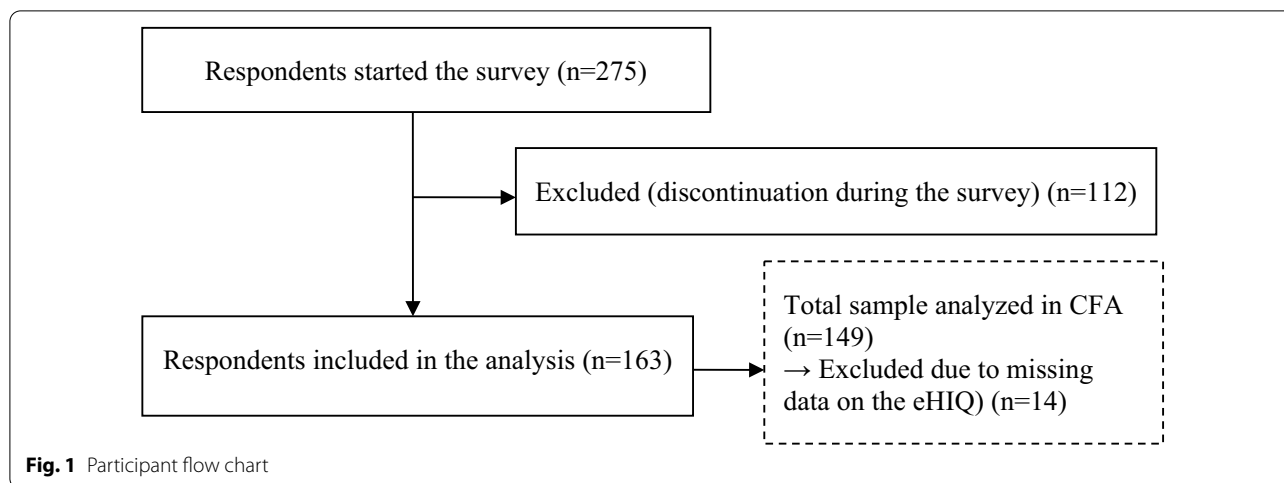 Respondents started the survey (n=275)
Excluded (discontinuation during the survey) (n=112)
Respondents included in the analysis (n=163)
Total sample analyzed in CFA
(n=149)
→ Excluded due to missing
data on the eHIQ) (n=14)
Fig. 1 Participant flow chart